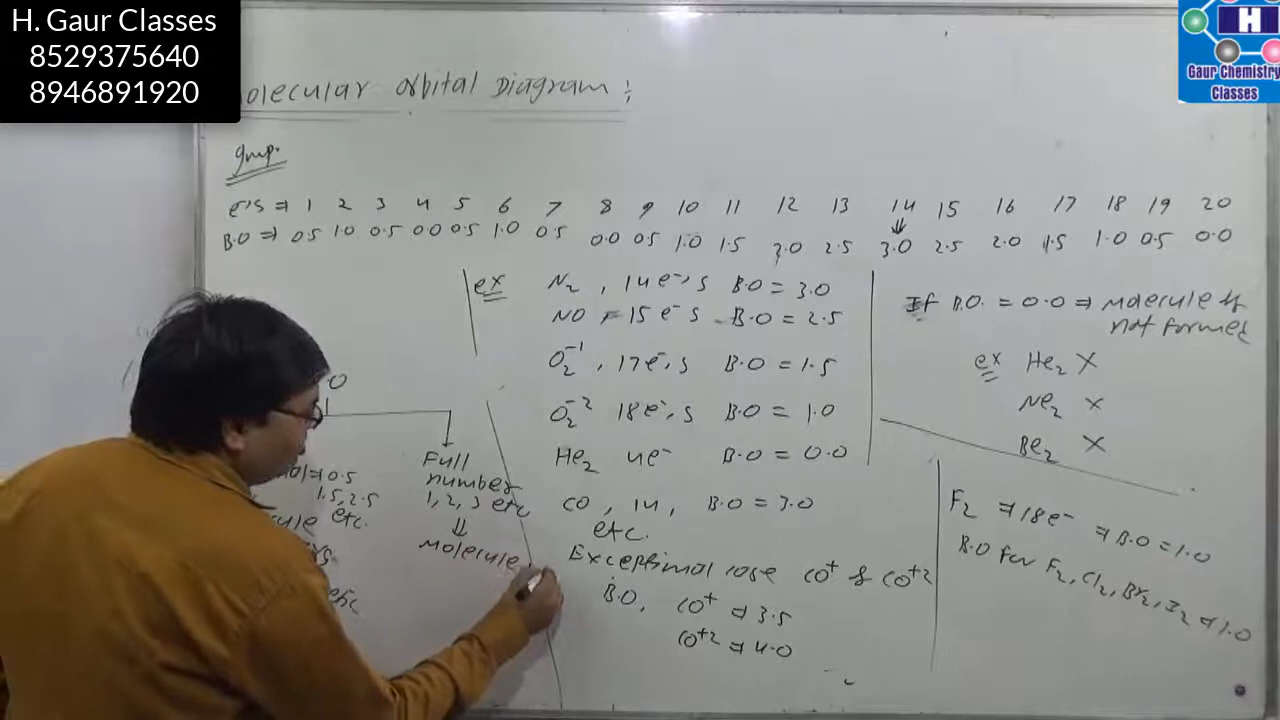 H. Gaur Classes
8529375640
8946891920
H
Gaur Chemistry
Classes
olecular orbital Diagram :
Imp.
e⁻s ⇒ 1 2 3 4 5 6 7 8 9 10 11 12 13 14 15 16 17 18 19 20
B.O ⇒ 0.5 1.0 0.5 0.0 0.5 1.0 0.5 0.0 0.5 1.0 1.5 2.0 2.5 3.0 2.5 2.0 1.5 1.0 0.5 0.0
ex N₂ , 14e⁻s B.O = 3.0
NO 15 e⁻s B.O = 2.5
O₂⁻¹ , 17e⁻s B.O = 1.5
O₂⁻² 18e⁻s B.O = 1.0
He₂ 4e⁻ B.O = 0.0
CO , 14 , B.O = 3.0
etc.
Exceptional case CO⁺ & CO⁺²
B.O, CO⁺ ⇒ 3.5
CO⁺² ⇒ 4.0
If B.O. = 0.0 ⇒ molecule is
not formed
ex He₂ X
Ne₂ X
Be₂ X
F₂ ⇒ 18e⁻ ⇒ B.O = 1.0
B.O for F₂, Cl₂, Br₂, I₂ ⇒ 1.0
O
⇒ 0.5
1.5, 2.5
etc.
etc
Full
number
1, 2, 3 etc
⇓
molecule